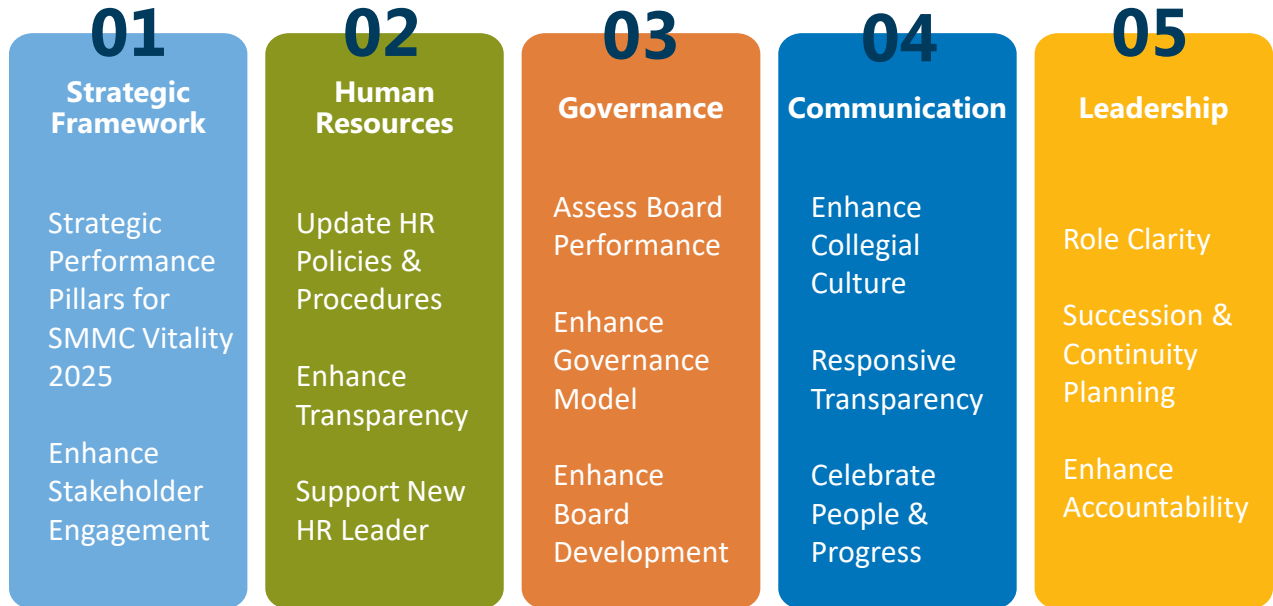 01
Strategic
Framework
Strategic
Performance
Pillars for
SMMC Vitality
2025
Enhance
Stakeholder
Engagement
02
Human
Resources
Update HR
Policies &
Procedures
Enhance
Transparency
Support New
HR Leader
03
Governance
Assess Board
Performance
Enhance
Governance
Model
Enhance
Board
Development
04
Communication
Enhance
Collegial
Culture
Responsive
Transparency
Celebrate
People &
Progress
05
Leadership
Role Clarity
Succession &
Continuity
Planning
Enhance
Accountability